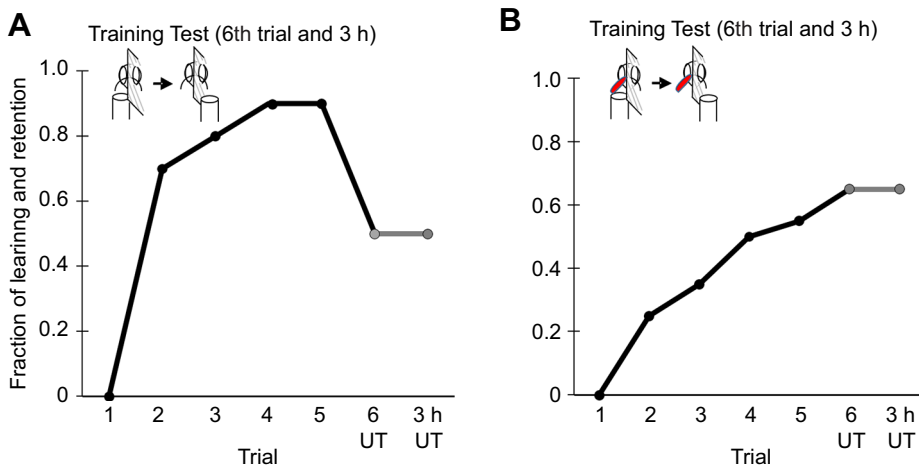 A
Training Test (6th trial and 3 h)
1.0
0.8
0.6
0.4
0.2
0
Fraction of learinng and retention
1 2 3 4 5 6 3 h
UT UT
Trial
B
Training Test (6th trial and 3 h)
1.0
0.8
0.6
0.4
0.2
0
1 2 3 4 5 6 3 h
UT UT
Trial